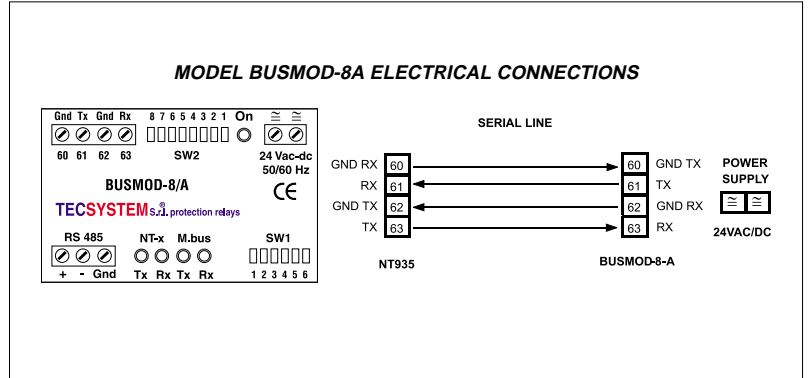 MODEL BUSMOD-8A ELECTRICAL CONNECTIONS
Gnd Tx Gnd Rx
8 7 6 5 4 3 2 1 On
≅ ≅
60 61 62 63
SW2
24 Vac-dc
50/60 Hz
BUSMOD-8/A
CE
TECSYSTEM S.r.l. protection relays
RS 485
NT-x M.bus
SW1
+ - Gnd
Tx Rx Tx Rx
1 2 3 4 5 6
SERIAL LINE
GND RX 60
60 GND TX
RX 61
61 TX
GND TX 62
62 GND RX
TX 63
63 RX
NT935
BUSMOD-8-A
POWER
SUPPLY
≅ ≅
24VAC/DC